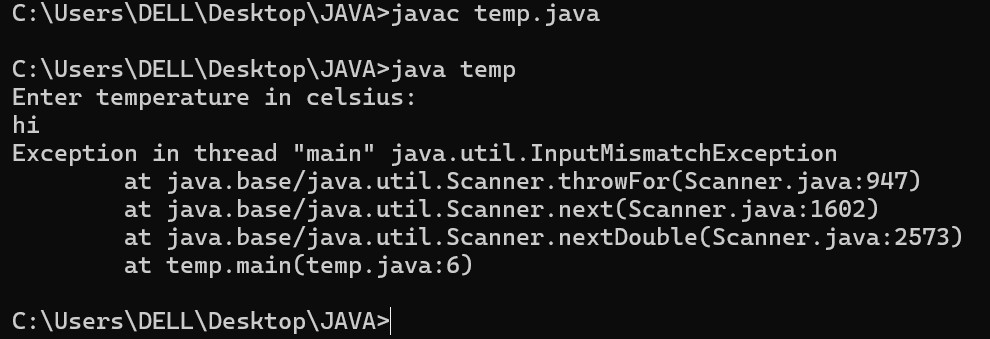 C:\Users\DELL\Desktop\JAVA>javac temp.java
C:\Users\DELL\Desktop\JAVA>java temp
Enter temperature in celsius:
hi
Exception in thread "main" java.util.InputMismatchException
        at java.base/java.util.Scanner.throwFor(Scanner.java:947)
        at java.base/java.util.Scanner.next(Scanner.java:1602)
        at java.base/java.util.Scanner.nextDouble(Scanner.java:2573)
        at temp.main(temp.java:6)
C:\Users\DELL\Desktop\JAVA>